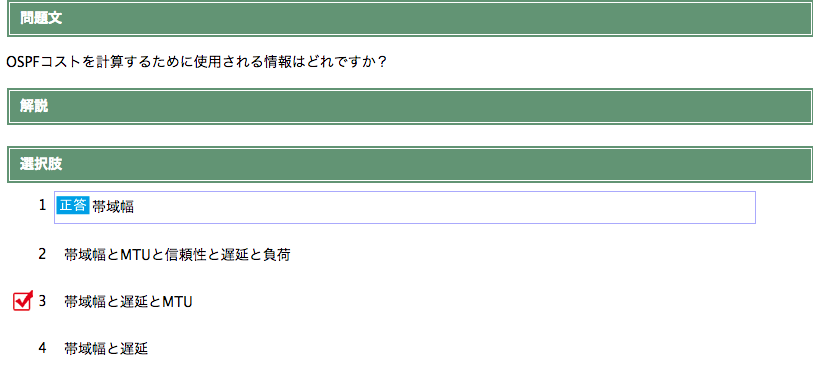 問題文
OSPFコストを計算するために使用される情報はどれですか？
解説
選択肢
1 正答 帯域幅
2 帯域幅とMTUと信頼性と遅延と負荷
3 帯域幅と遅延とMTU
4 帯域幅と遅延